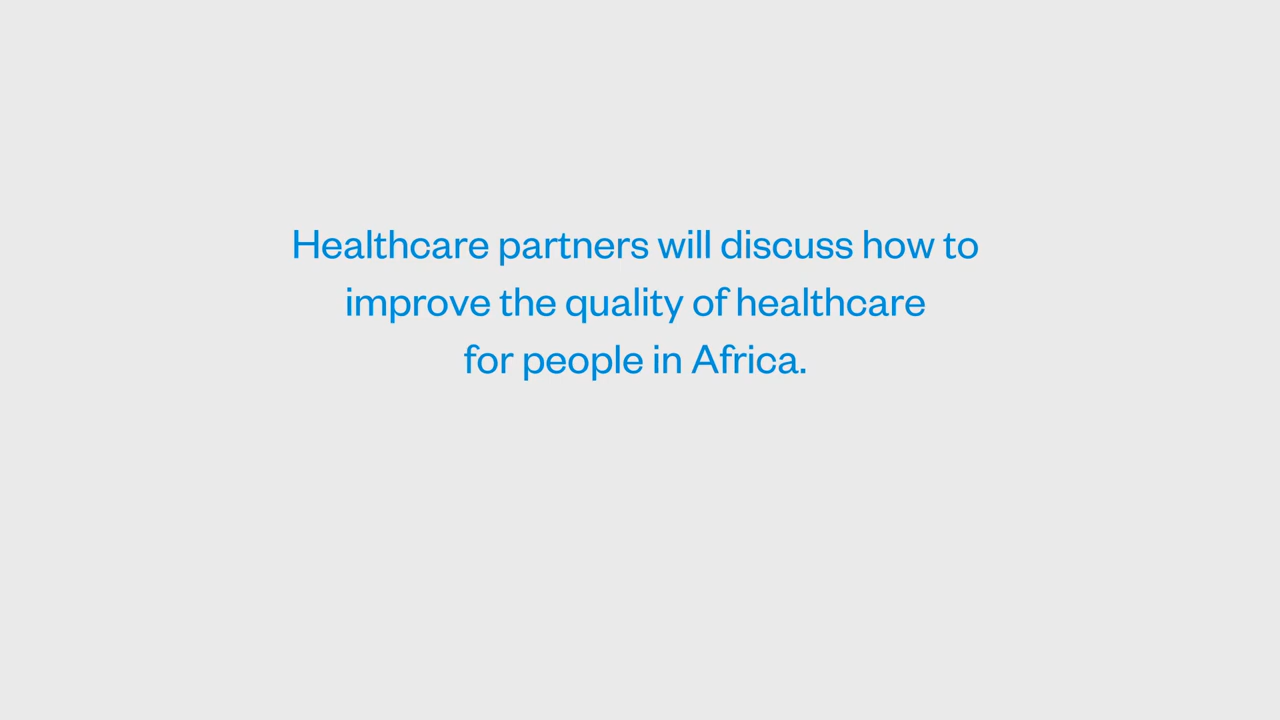 Healthcare partners will discuss how to
improve the quality of healthcare
for people in Africa.